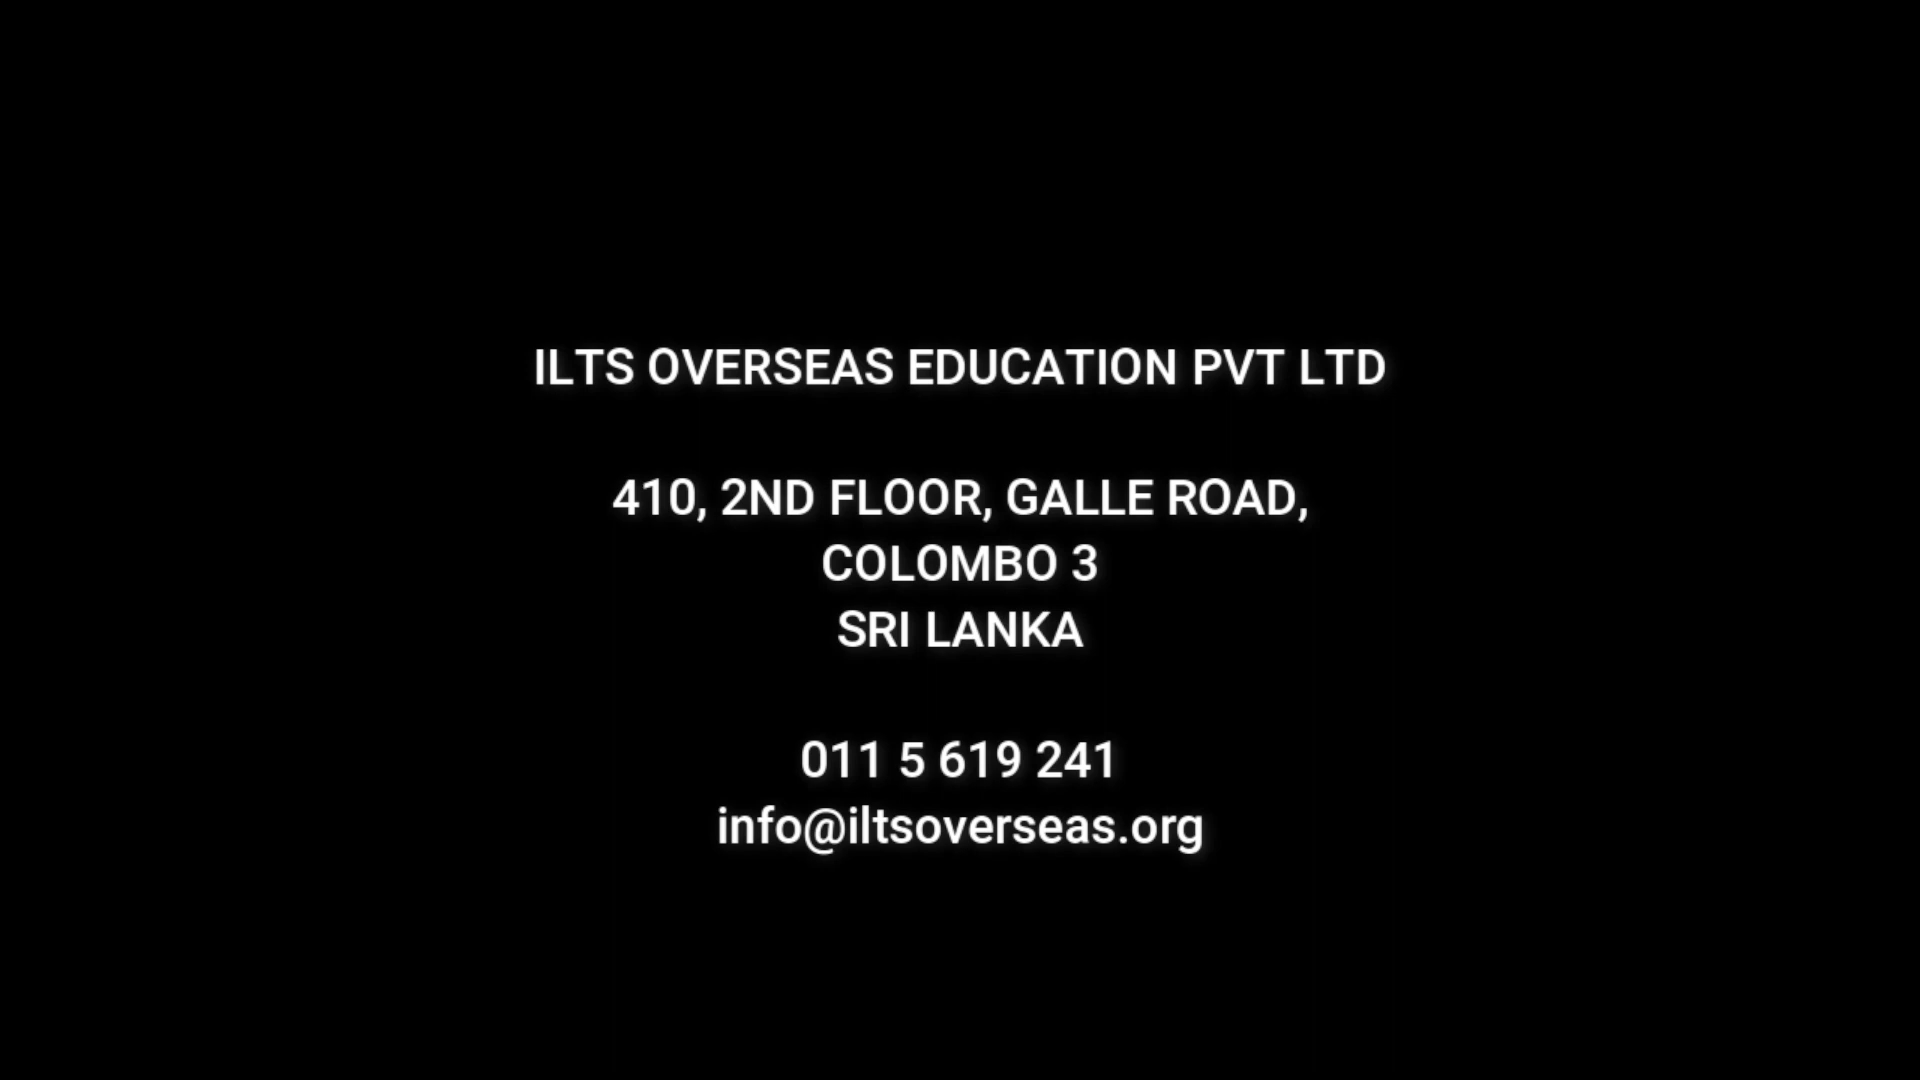 ILTS OVERSEAS EDUCATION PVT LTD
410, 2ND FLOOR, GALLE ROAD,
COLOMBO 3
SRI LANKA
011 5 619 241
info@iltsoverseas.org